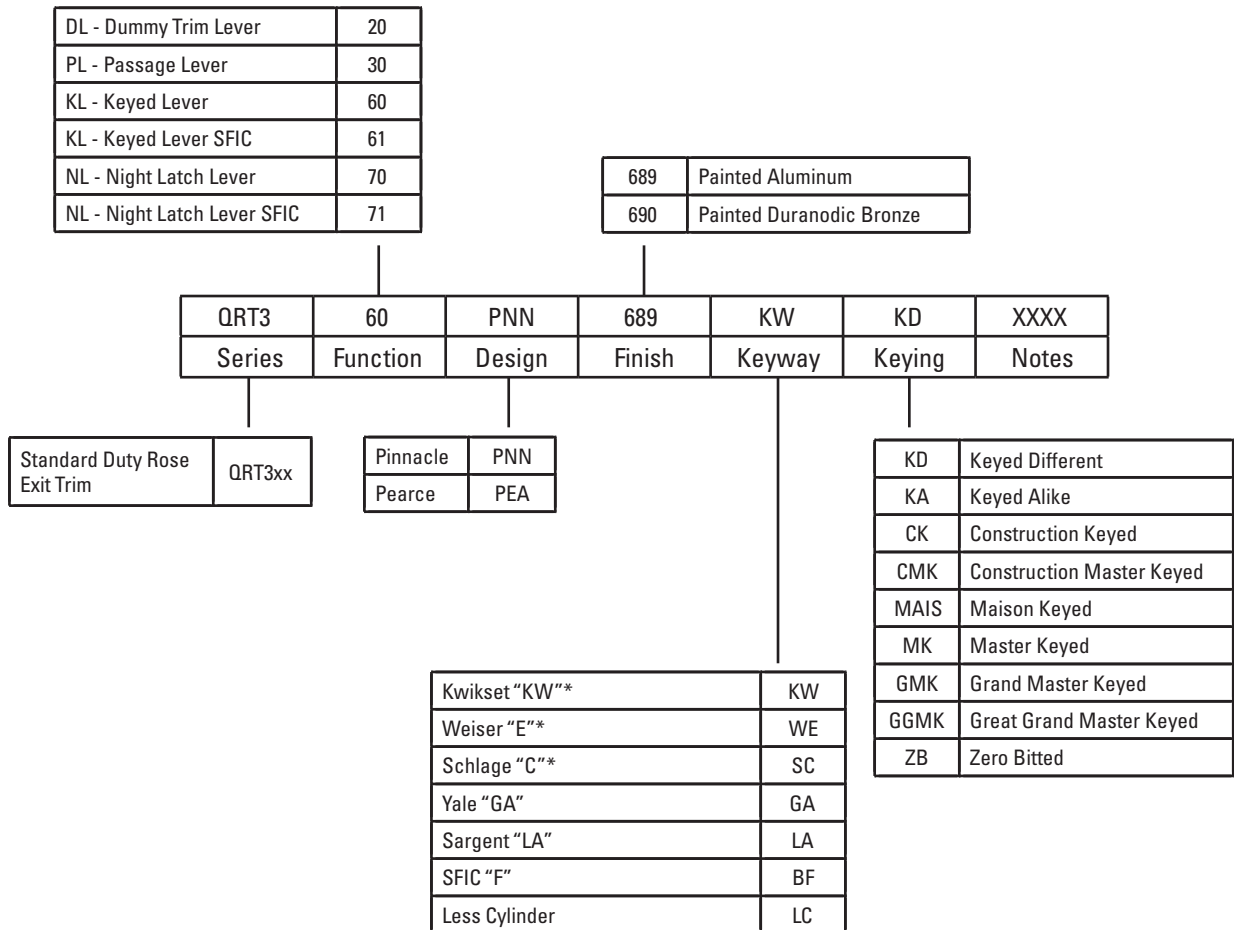 DL - Dummy Trim Lever 20
PL - Passage Lever 30
KL - Keyed Lever 60
KL - Keyed Lever SFIC 61
NL - Night Latch Lever 70
NL - Night Latch Lever SFIC 71
689 Painted Aluminum
690 Painted Duranodic Bronze
QRT3 60 PNN 689 KW KD XXXX
Series Function Design Finish Keyway Keying Notes
Standard Duty Rose
Exit Trim
QRT3xx
Pinnacle PNN
Pearce PEA
KD Keyed Different
KA Keyed Alike
CK Construction Keyed
CMK Construction Master Keyed
MAIS Maison Keyed
MK Master Keyed
GMK Grand Master Keyed
GGMK Great Grand Master Keyed
ZB Zero Bitted
Kwikset “KW”* KW
Weiser “E”* WE
Schlage “C”* SC
Yale “GA” GA
Sargent “LA” LA
SFIC “F” BF
Less Cylinder LC